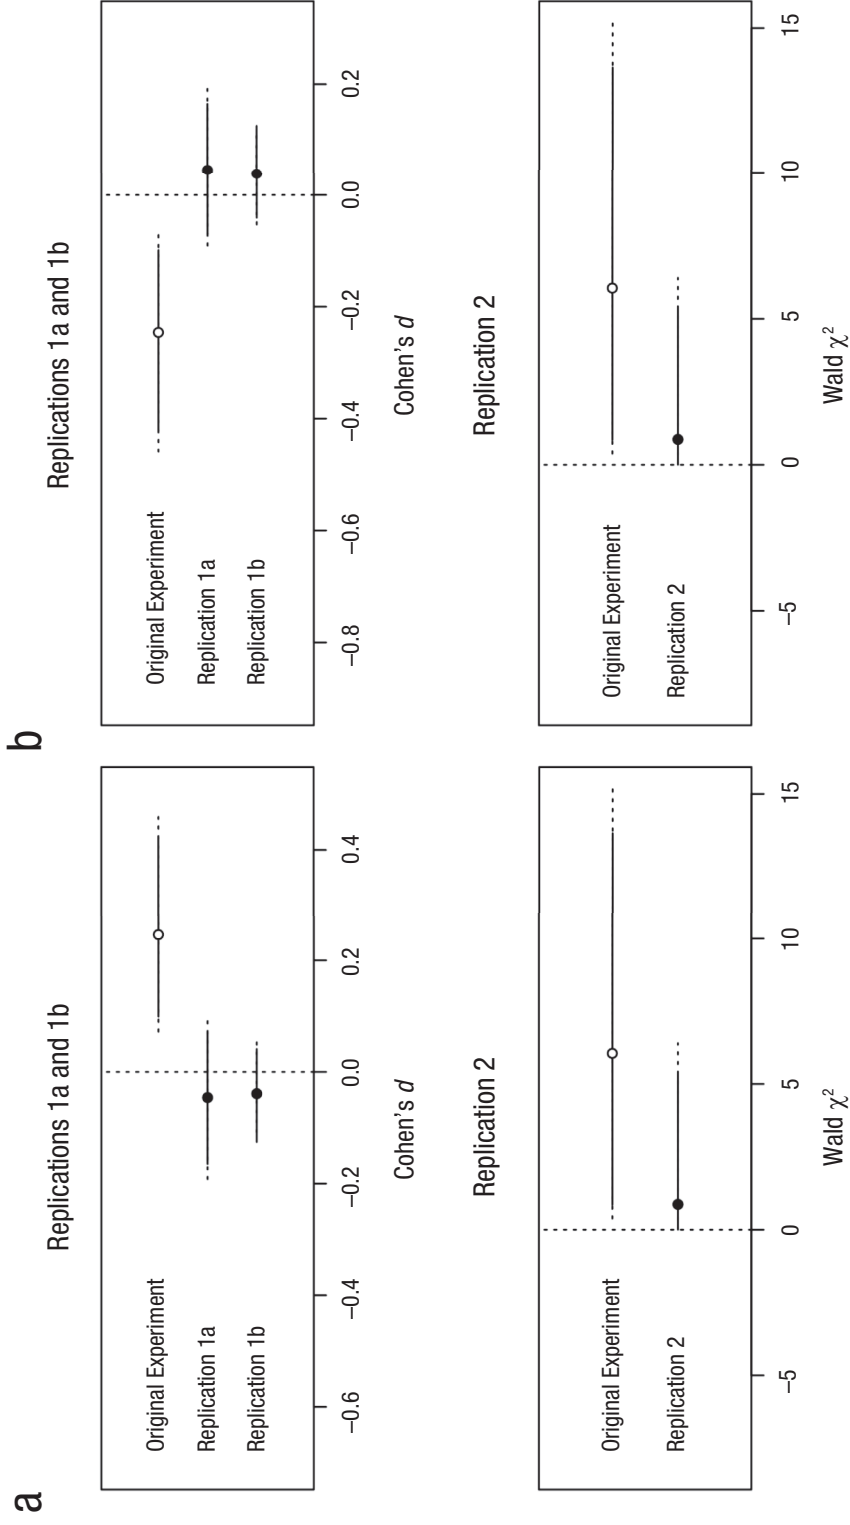 a
Replications 1a and 1b
Original Experiment
Replication 1a
Replication 1b
−0.6 −0.4 −0.2 0.0 0.2 0.4
Cohen's d
Replication 2
Original Experiment
Replication 2
−5 0 5 10 15
Wald χ²
b
Replications 1a and 1b
Original Experiment
Replication 1a
Replication 1b
−0.8 −0.6 −0.4 −0.2 0.0 0.2
Cohen's d
Replication 2
Original Experiment
Replication 2
−5 0 5 10 15
Wald χ²